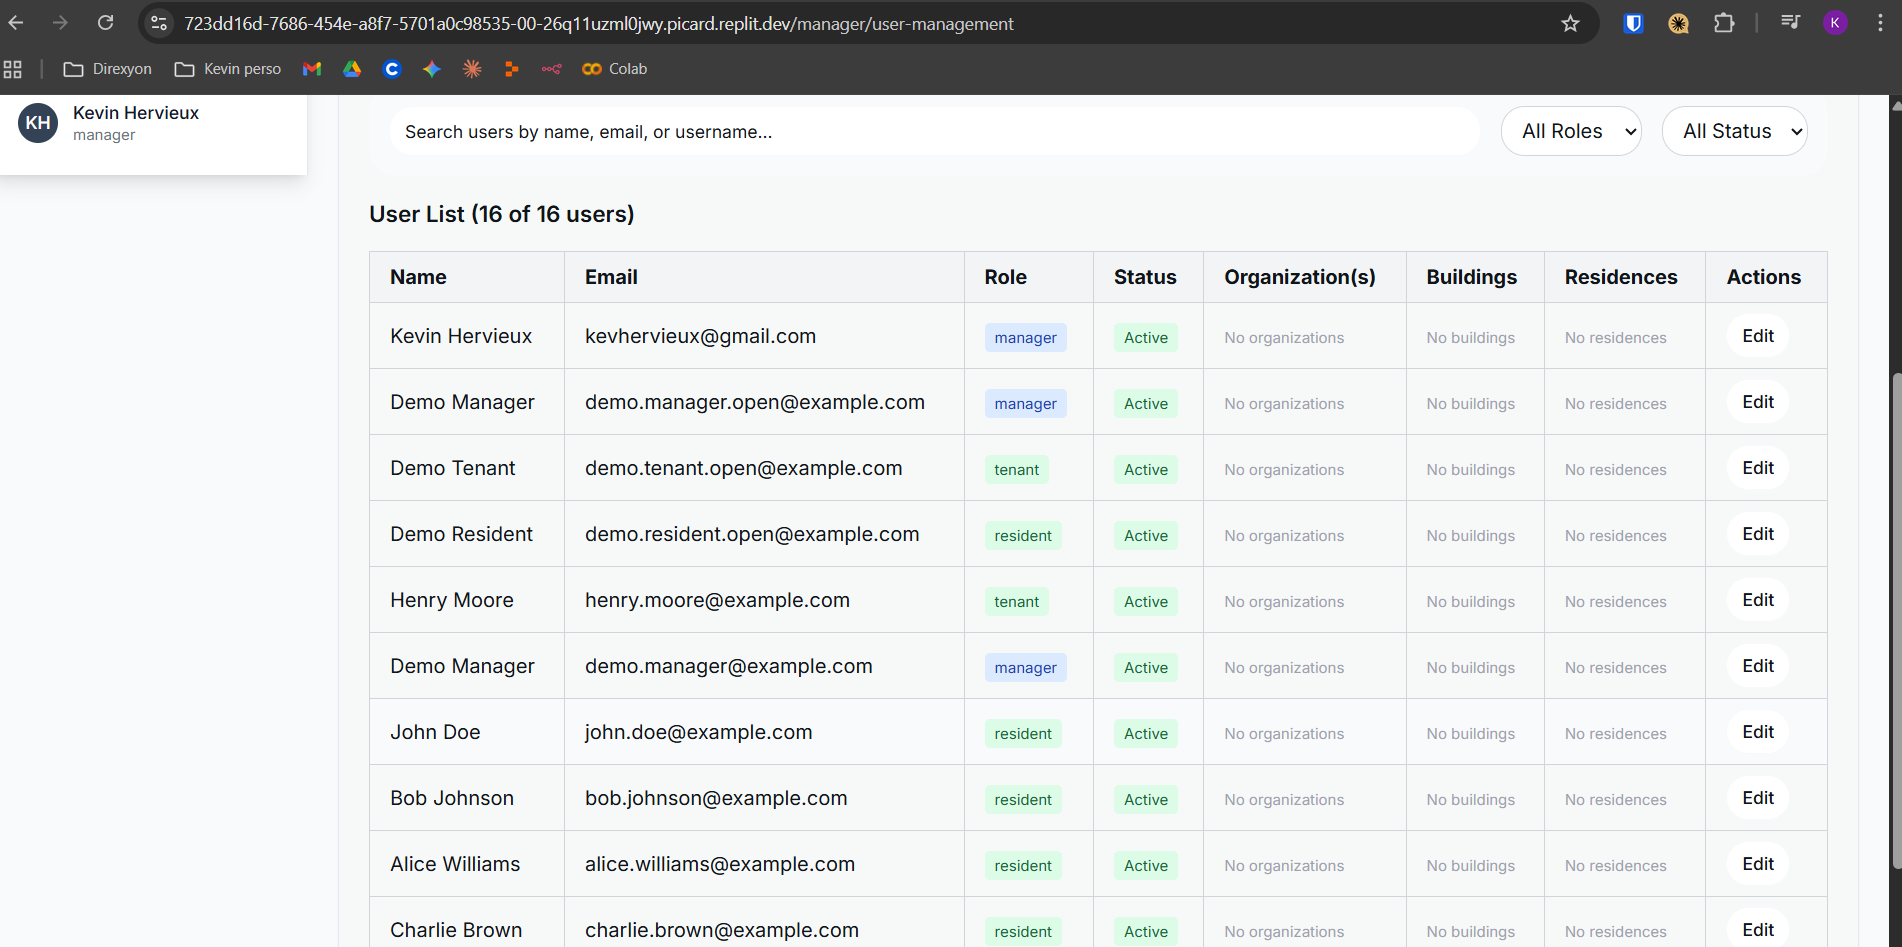 723dd16d-7686-454e-a8f7-5701a0c98535-00-26q11uzml0jwy.picard.replit.dev/manager/user-management
K
Direxyon Kevin perso Colab
KH Kevin Hervieux
manager
Search users by name, email, or username... All Roles All Status
User List (16 of 16 users)
Name Email Role Status Organization(s) Buildings Residences Actions
Kevin Hervieux kevhervieux@gmail.com manager Active No organizations No buildings No residences Edit
Demo Manager demo.manager.open@example.com manager Active No organizations No buildings No residences Edit
Demo Tenant demo.tenant.open@example.com tenant Active No organizations No buildings No residences Edit
Demo Resident demo.resident.open@example.com resident Active No organizations No buildings No residences Edit
Henry Moore henry.moore@example.com tenant Active No organizations No buildings No residences Edit
Demo Manager demo.manager@example.com manager Active No organizations No buildings No residences Edit
John Doe john.doe@example.com resident Active No organizations No buildings No residences Edit
Bob Johnson bob.johnson@example.com resident Active No organizations No buildings No residences Edit
Alice Williams alice.williams@example.com resident Active No organizations No buildings No residences Edit
Charlie Brown charlie.brown@example.com resident Active No organizations No buildings No residences Edit